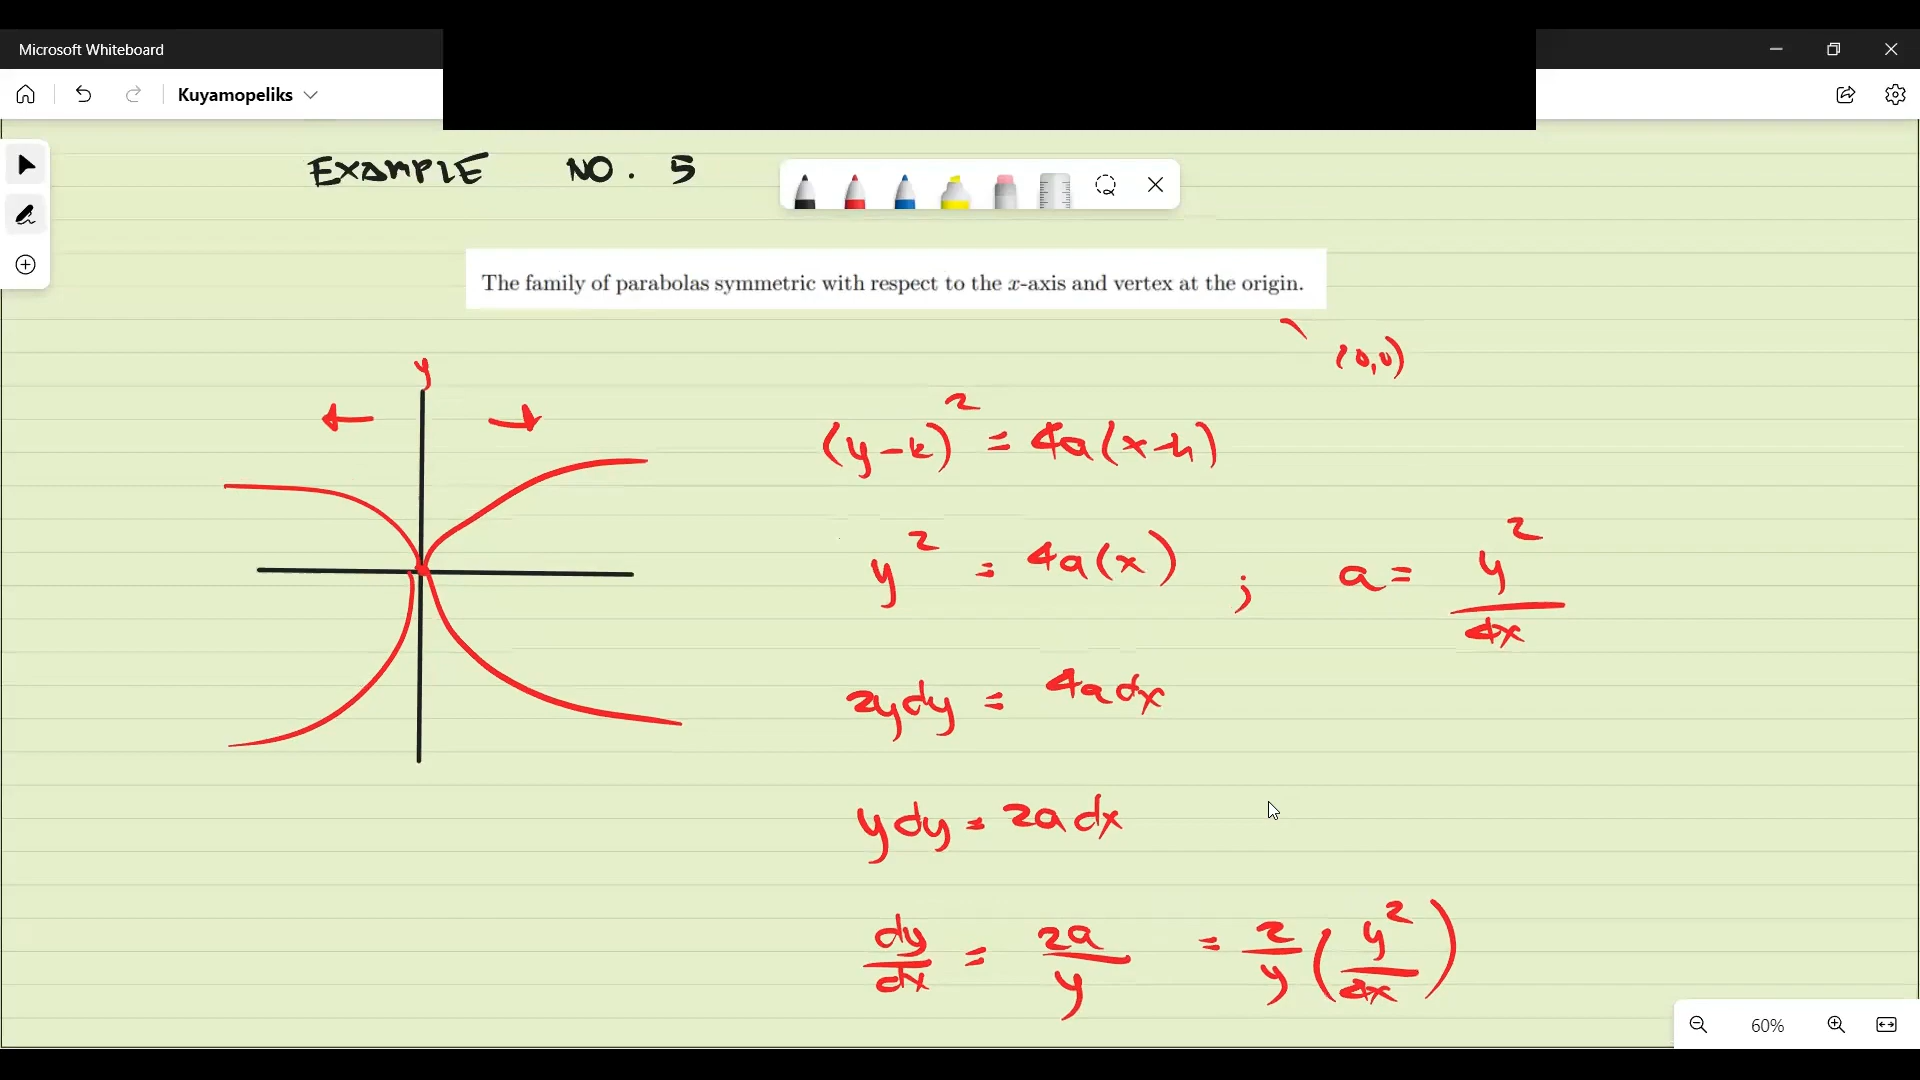 Microsoft Whiteboard
Kuyamopeliks
EXAMPLE NO. 5
The family of parabolas symmetric with respect to the x-axis and vertex at the origin.
(0,0)
y
(y-k)² = 4a(x-h)
y² = 4a(x) ; a = y²/4x
2ydy = 4adx
ydy = 2adx
dy/dx = 2a/y = 2/y (y²/4x)
60%